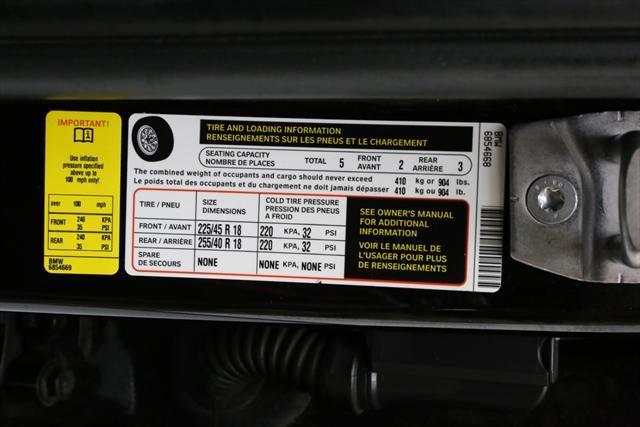 IMPORTANT!
Use inflation
pressure specified
above up to
100 mph only!
over 100 mph
FRONT 240 KPA
35 PSI
REAR 240 KPA
35 PSI
BMW
6854669
TIRE AND LOADING INFORMATION
RENSEIGNEMENTS SUR LES PNEUS ET LE CHARGEMENT
SEATING CAPACITY
NOMBRE DE PLACES
TOTAL 5
FRONT
AVANT 2
REAR
ARRIÈRE 3
The combined weight of occupants and cargo should never exceed 410 kg or 904 lbs.
Le poids total des occupants et du chargement ne doit jamais dépasser 410 kg ou 904 lb.
TIRE / PNEU
SIZE
DIMENSIONS
COLD TIRE PRESSURE
PRESSION DES PNEUS
A FROID
FRONT / AVANT 225/45 R 18 220 KPA, 32 PSI
REAR / ARRIÈRE 255/40 R 18 220 KPA, 32 PSI
SPARE
DE SECOURS NONE NONE KPA, NONE PSI
SEE OWNER'S MANUAL
FOR ADDITIONAL
INFORMATION
VOIR LE MANUEL DE
L'USAGER POUR PLUS
DE RENSEIGNEMENTS
BMW
6854668